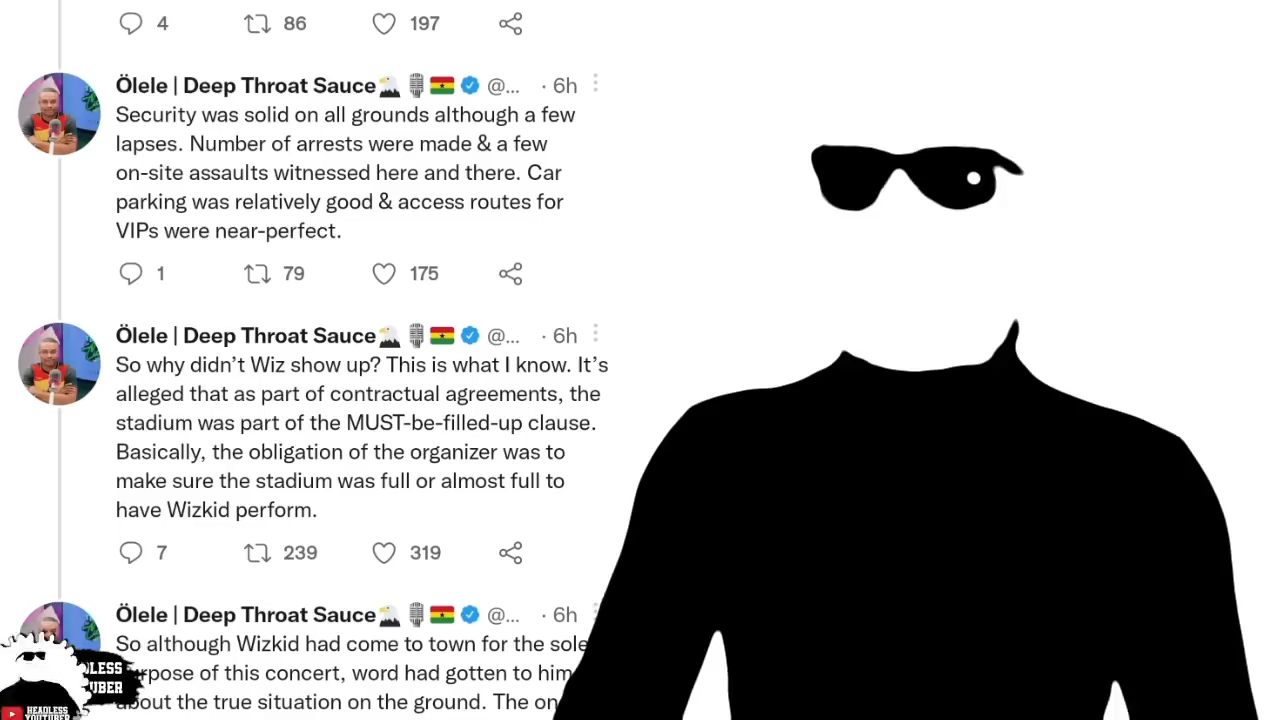 4 86 197
Ölele | Deep Throat Sauce @... · 6h
Security was solid on all grounds although a few
lapses. Number of arrests were made & a few
on-site assaults witnessed here and there. Car
parking was relatively good & access routes for
VIPs were near-perfect.
1 79 175
Ölele | Deep Throat Sauce @... · 6h
So why didn’t Wiz show up? This is what I know. It’s
alleged that as part of contractual agreements, the
stadium was part of the MUST-be-filled-up clause.
Basically, the obligation of the organizer was to
make sure the stadium was full or almost full to
have Wizkid perform.
7 239 319
Ölele | Deep Throat Sauce @... · 6h
So although Wizkid had come to town for the sole
purpose of this concert, word had gotten to him
about the true situation on the ground. The
HEADLESS
YOUTUBER